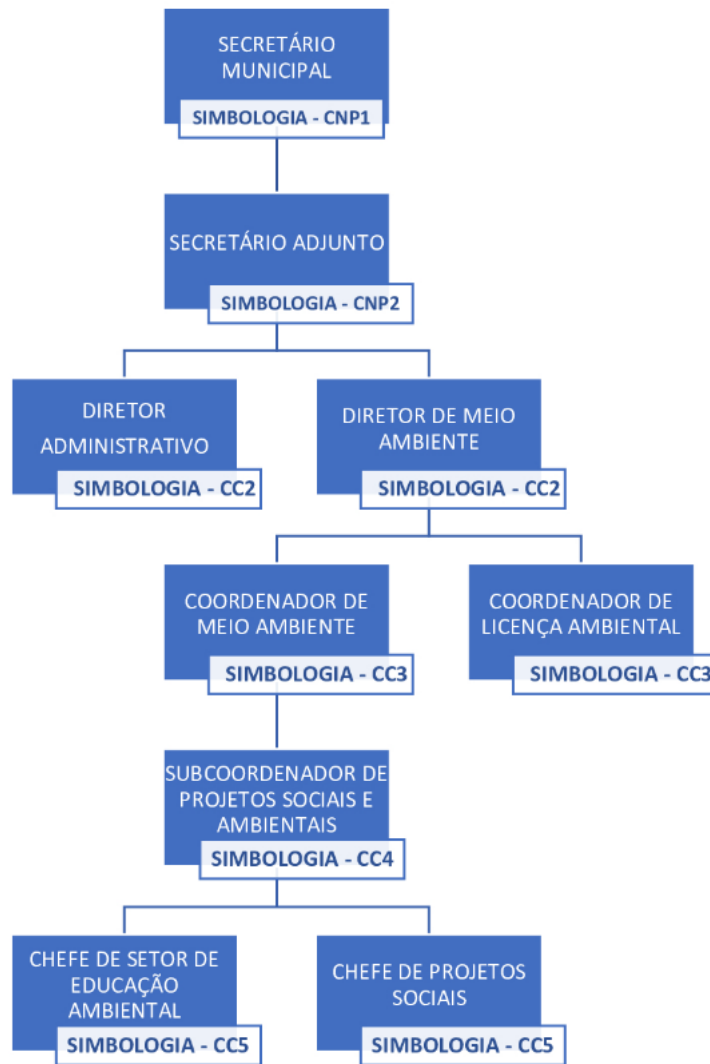 SECRETÁRIO
MUNICIPAL
SIMBOLOGIA - CNP1
SECRETÁRIO ADJUNTO
SIMBOLOGIA - CNP2
DIRETOR
ADMINISTRATIVO
SIMBOLOGIA - CC2
DIRETOR DE MEIO
AMBIENTE
SIMBOLOGIA - CC2
COORDENADOR DE
MEIO AMBIENTE
SIMBOLOGIA - CC3
COORDENADOR DE
LICENÇA AMBIENTAL
SIMBOLOGIA - CC3
SUBCOORDENADOR DE
PROJETOS SOCIAIS E
AMBIENTAIS
SIMBOLOGIA - CC4
CHEFE DE SETOR DE
EDUCAÇÃO
AMBIENTAL
SIMBOLOGIA - CC5
CHEFE DE PROJETOS
SOCIAIS
SIMBOLOGIA - CC5